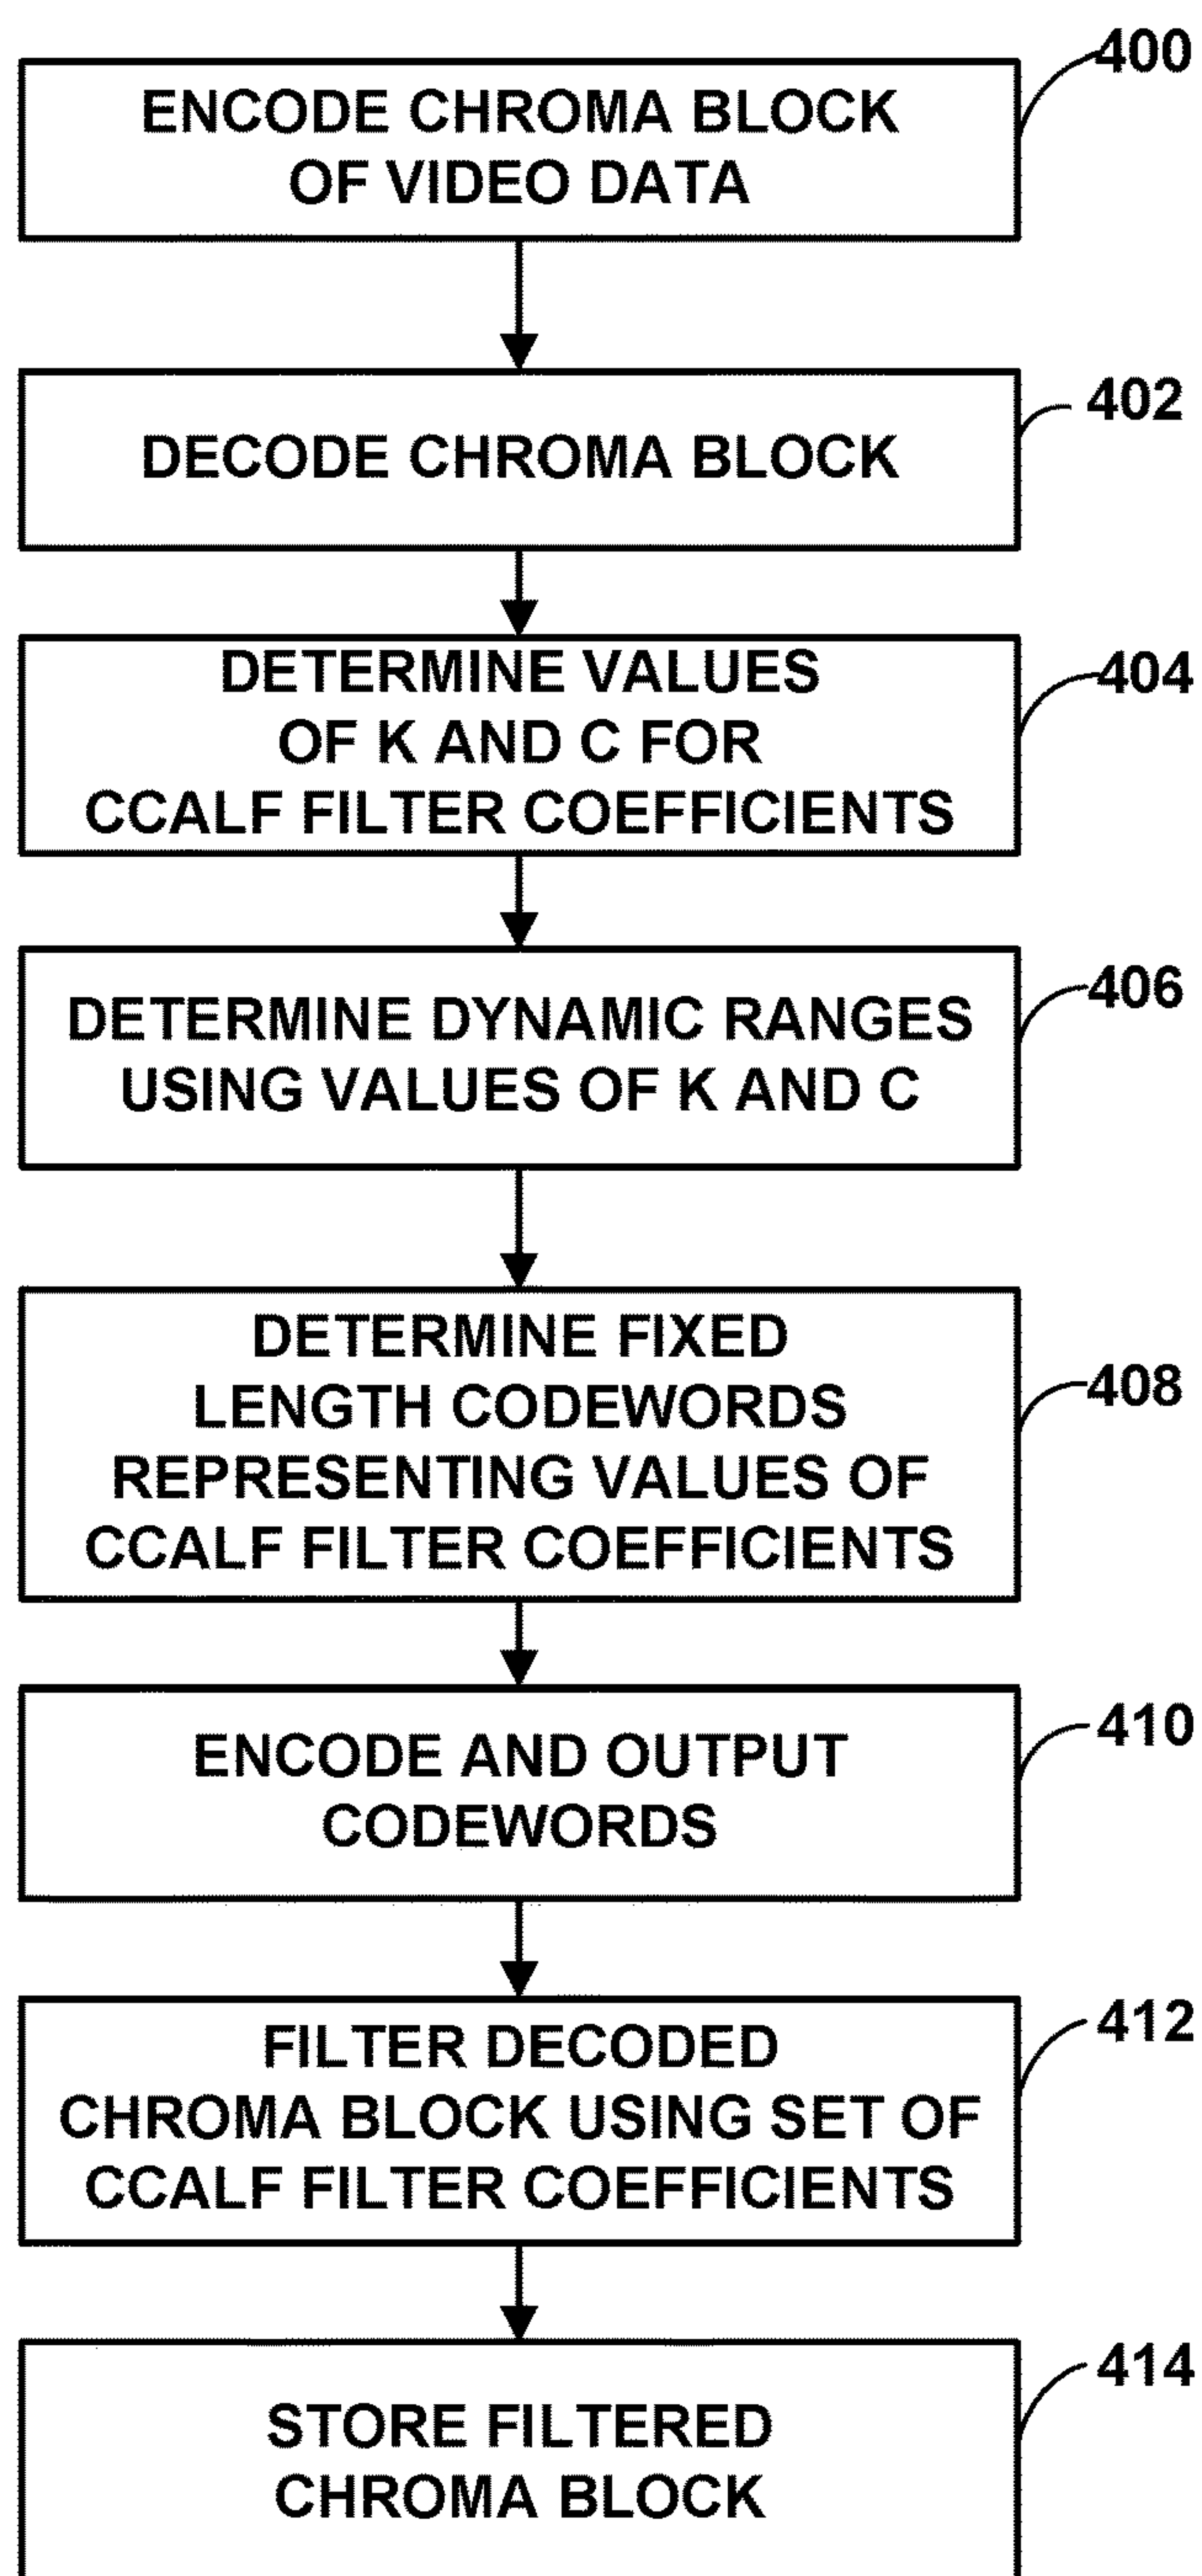 400
ENCODE CHROMA BLOCK
OF VIDEO DATA
402
DECODE CHROMA BLOCK
404
DETERMINE VALUES
OF K AND C FOR
CCALF FILTER COEFFICIENTS
406
DETERMINE DYNAMIC RANGES
USING VALUES OF K AND C
408
DETERMINE FIXED
LENGTH CODEWORDS
REPRESENTING VALUES OF
CCALF FILTER COEFFICIENTS
410
ENCODE AND OUTPUT
CODEWORDS
412
FILTER DECODED
CHROMA BLOCK USING SET OF
CCALF FILTER COEFFICIENTS
414
STORE FILTERED
CHROMA BLOCK